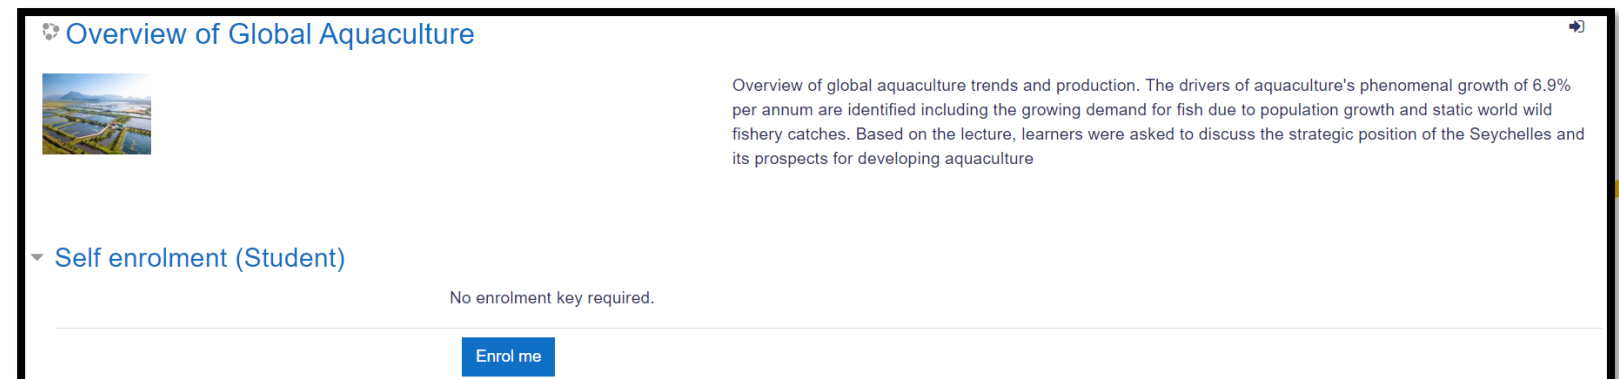 Overview of Global Aquaculture
Overview of global aquaculture trends and production. The drivers of aquaculture's phenomenal growth of 6.9%
per annum are identified including the growing demand for fish due to population growth and static world wild
fishery catches. Based on the lecture, learners were asked to discuss the strategic position of the Seychelles and
its prospects for developing aquaculture
Self enrolment (Student)
No enrolment key required.
Enrol me